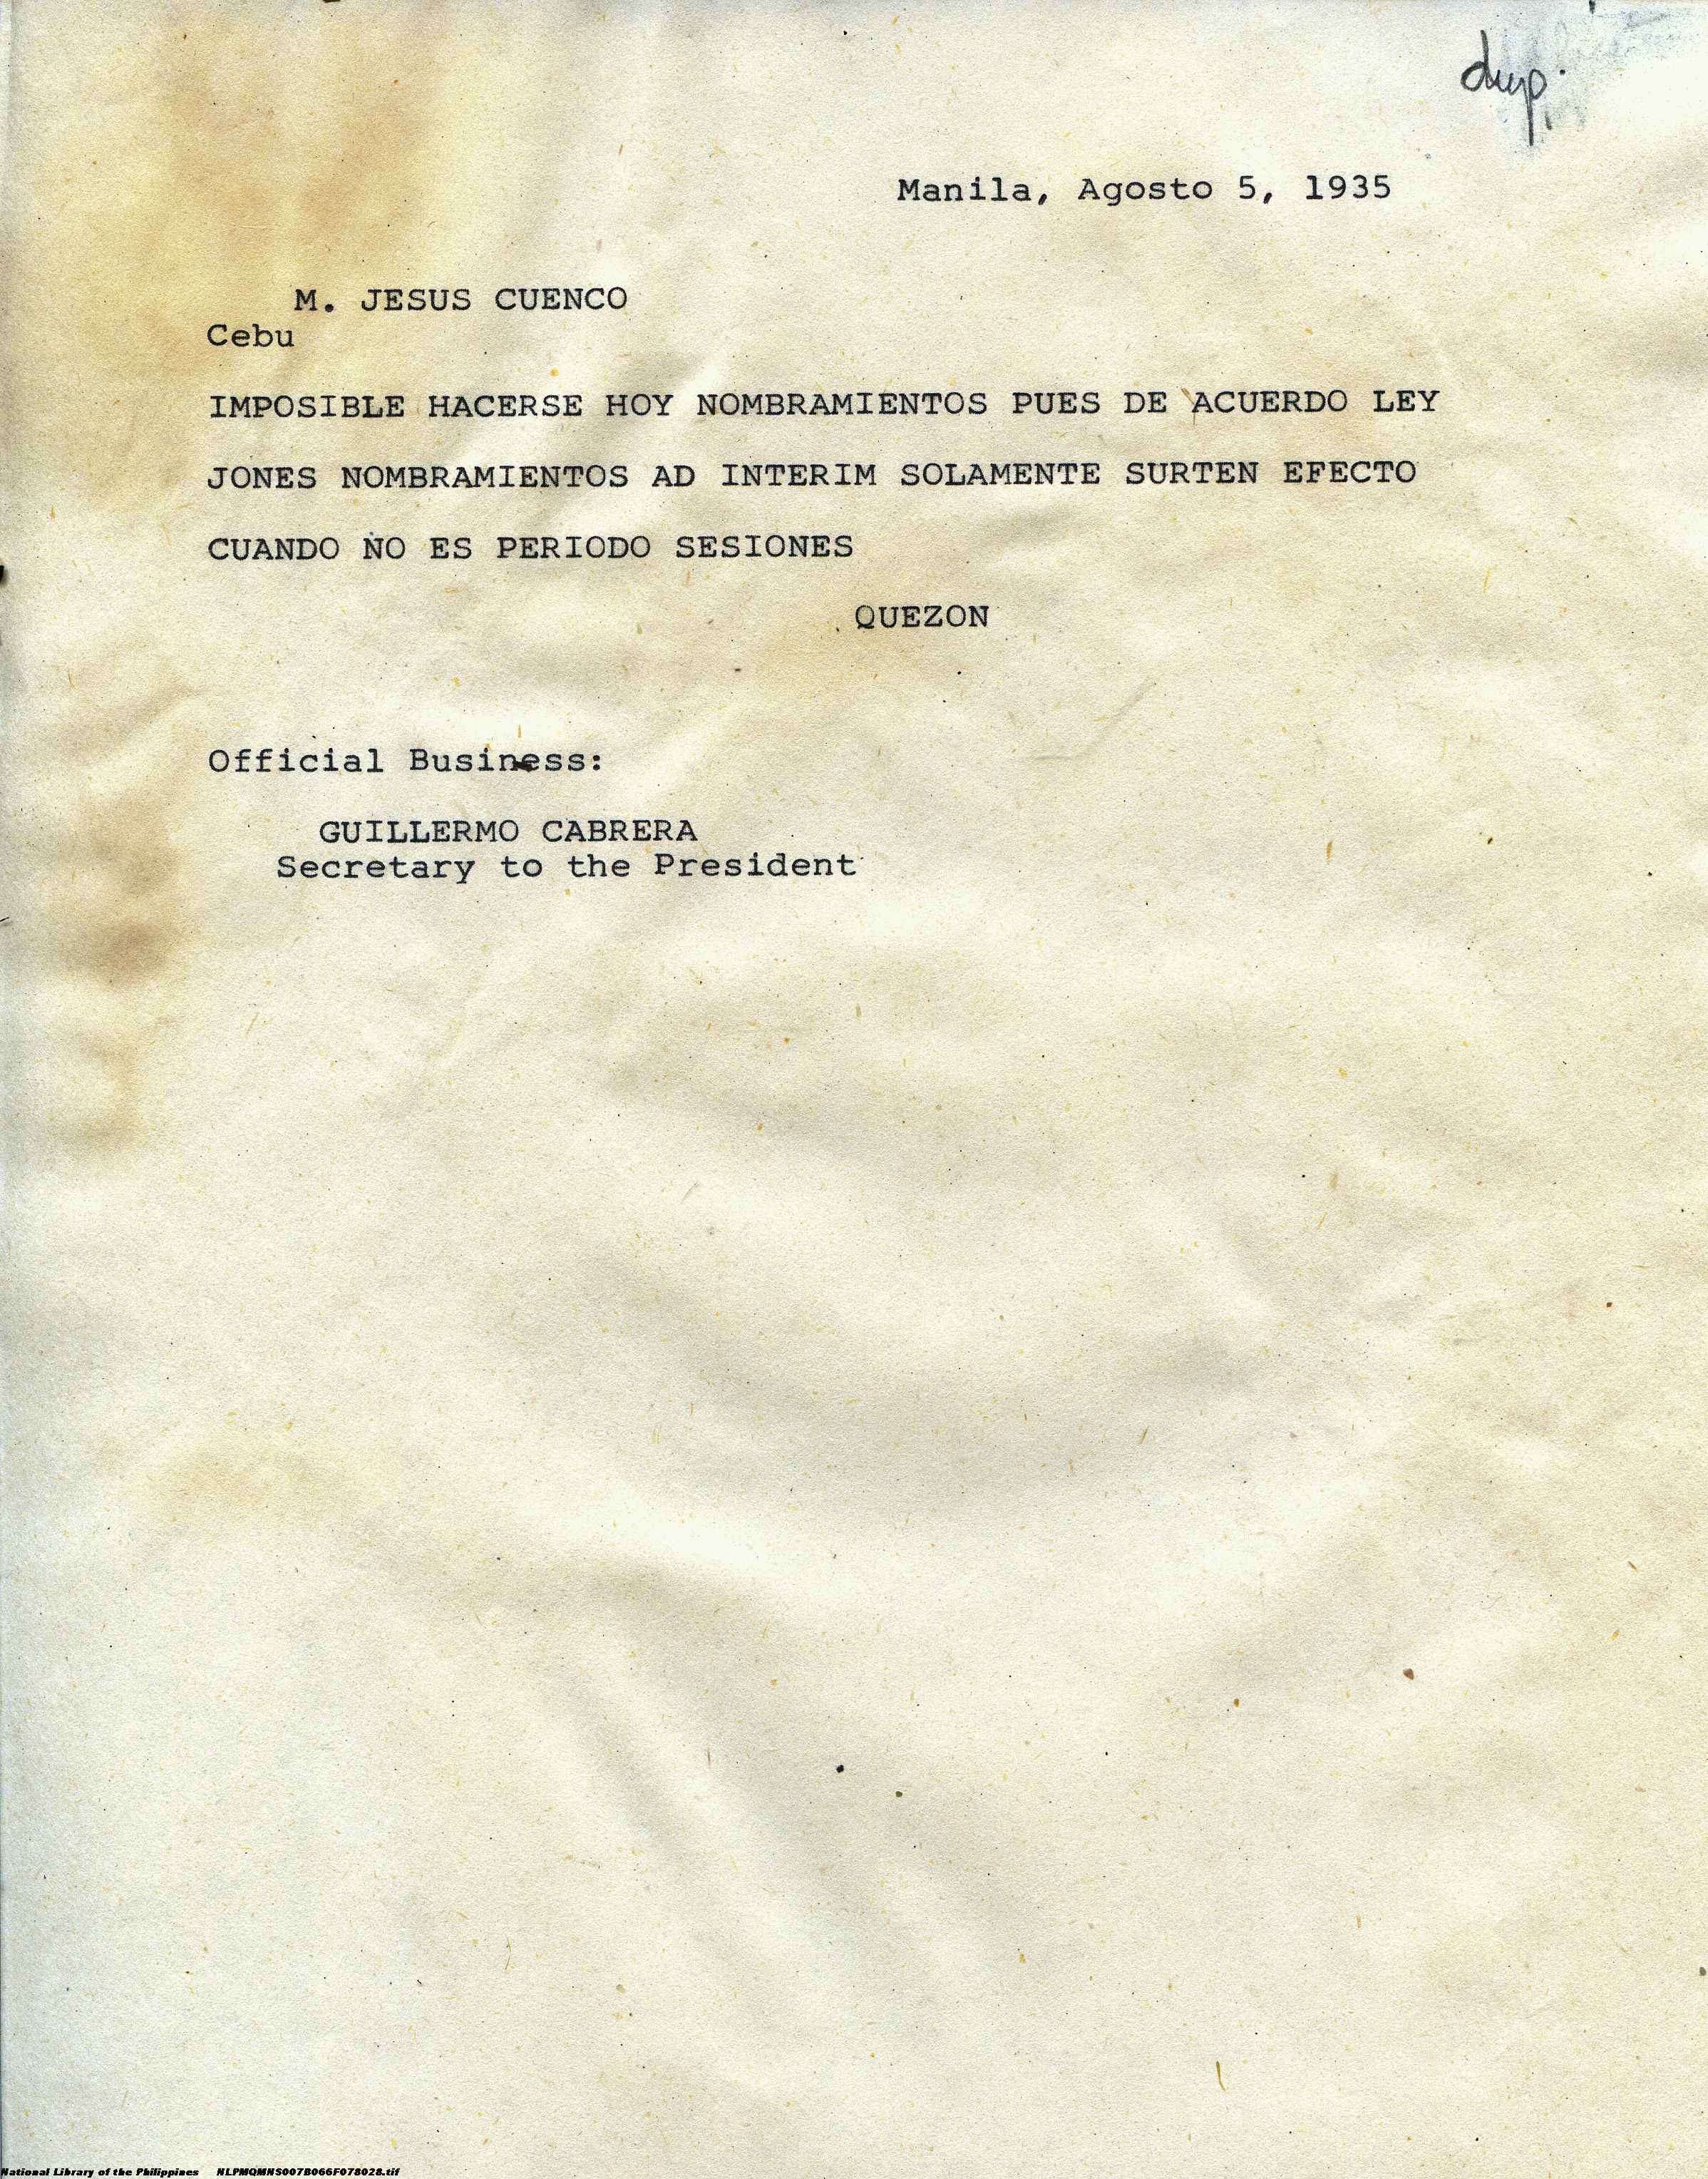 dup.
Manila, Agosto 5, 1935
M. JESUS CUENCO
Cebu
IMPOSIBLE HACERSE HOY NOMBRAMIENTOS PUES DE ACUERDO LEY
JONES NOMBRAMIENTOS AD INTERIM SOLAMENTE SURTEN EFECTO
CUANDO NO ES PERIODO SESIONES
QUEZON
Official Business:
GUILLERMO CABRERA
Secretary to the President
National Library of the Philippines NLPMQMNS007B066F078028.tif